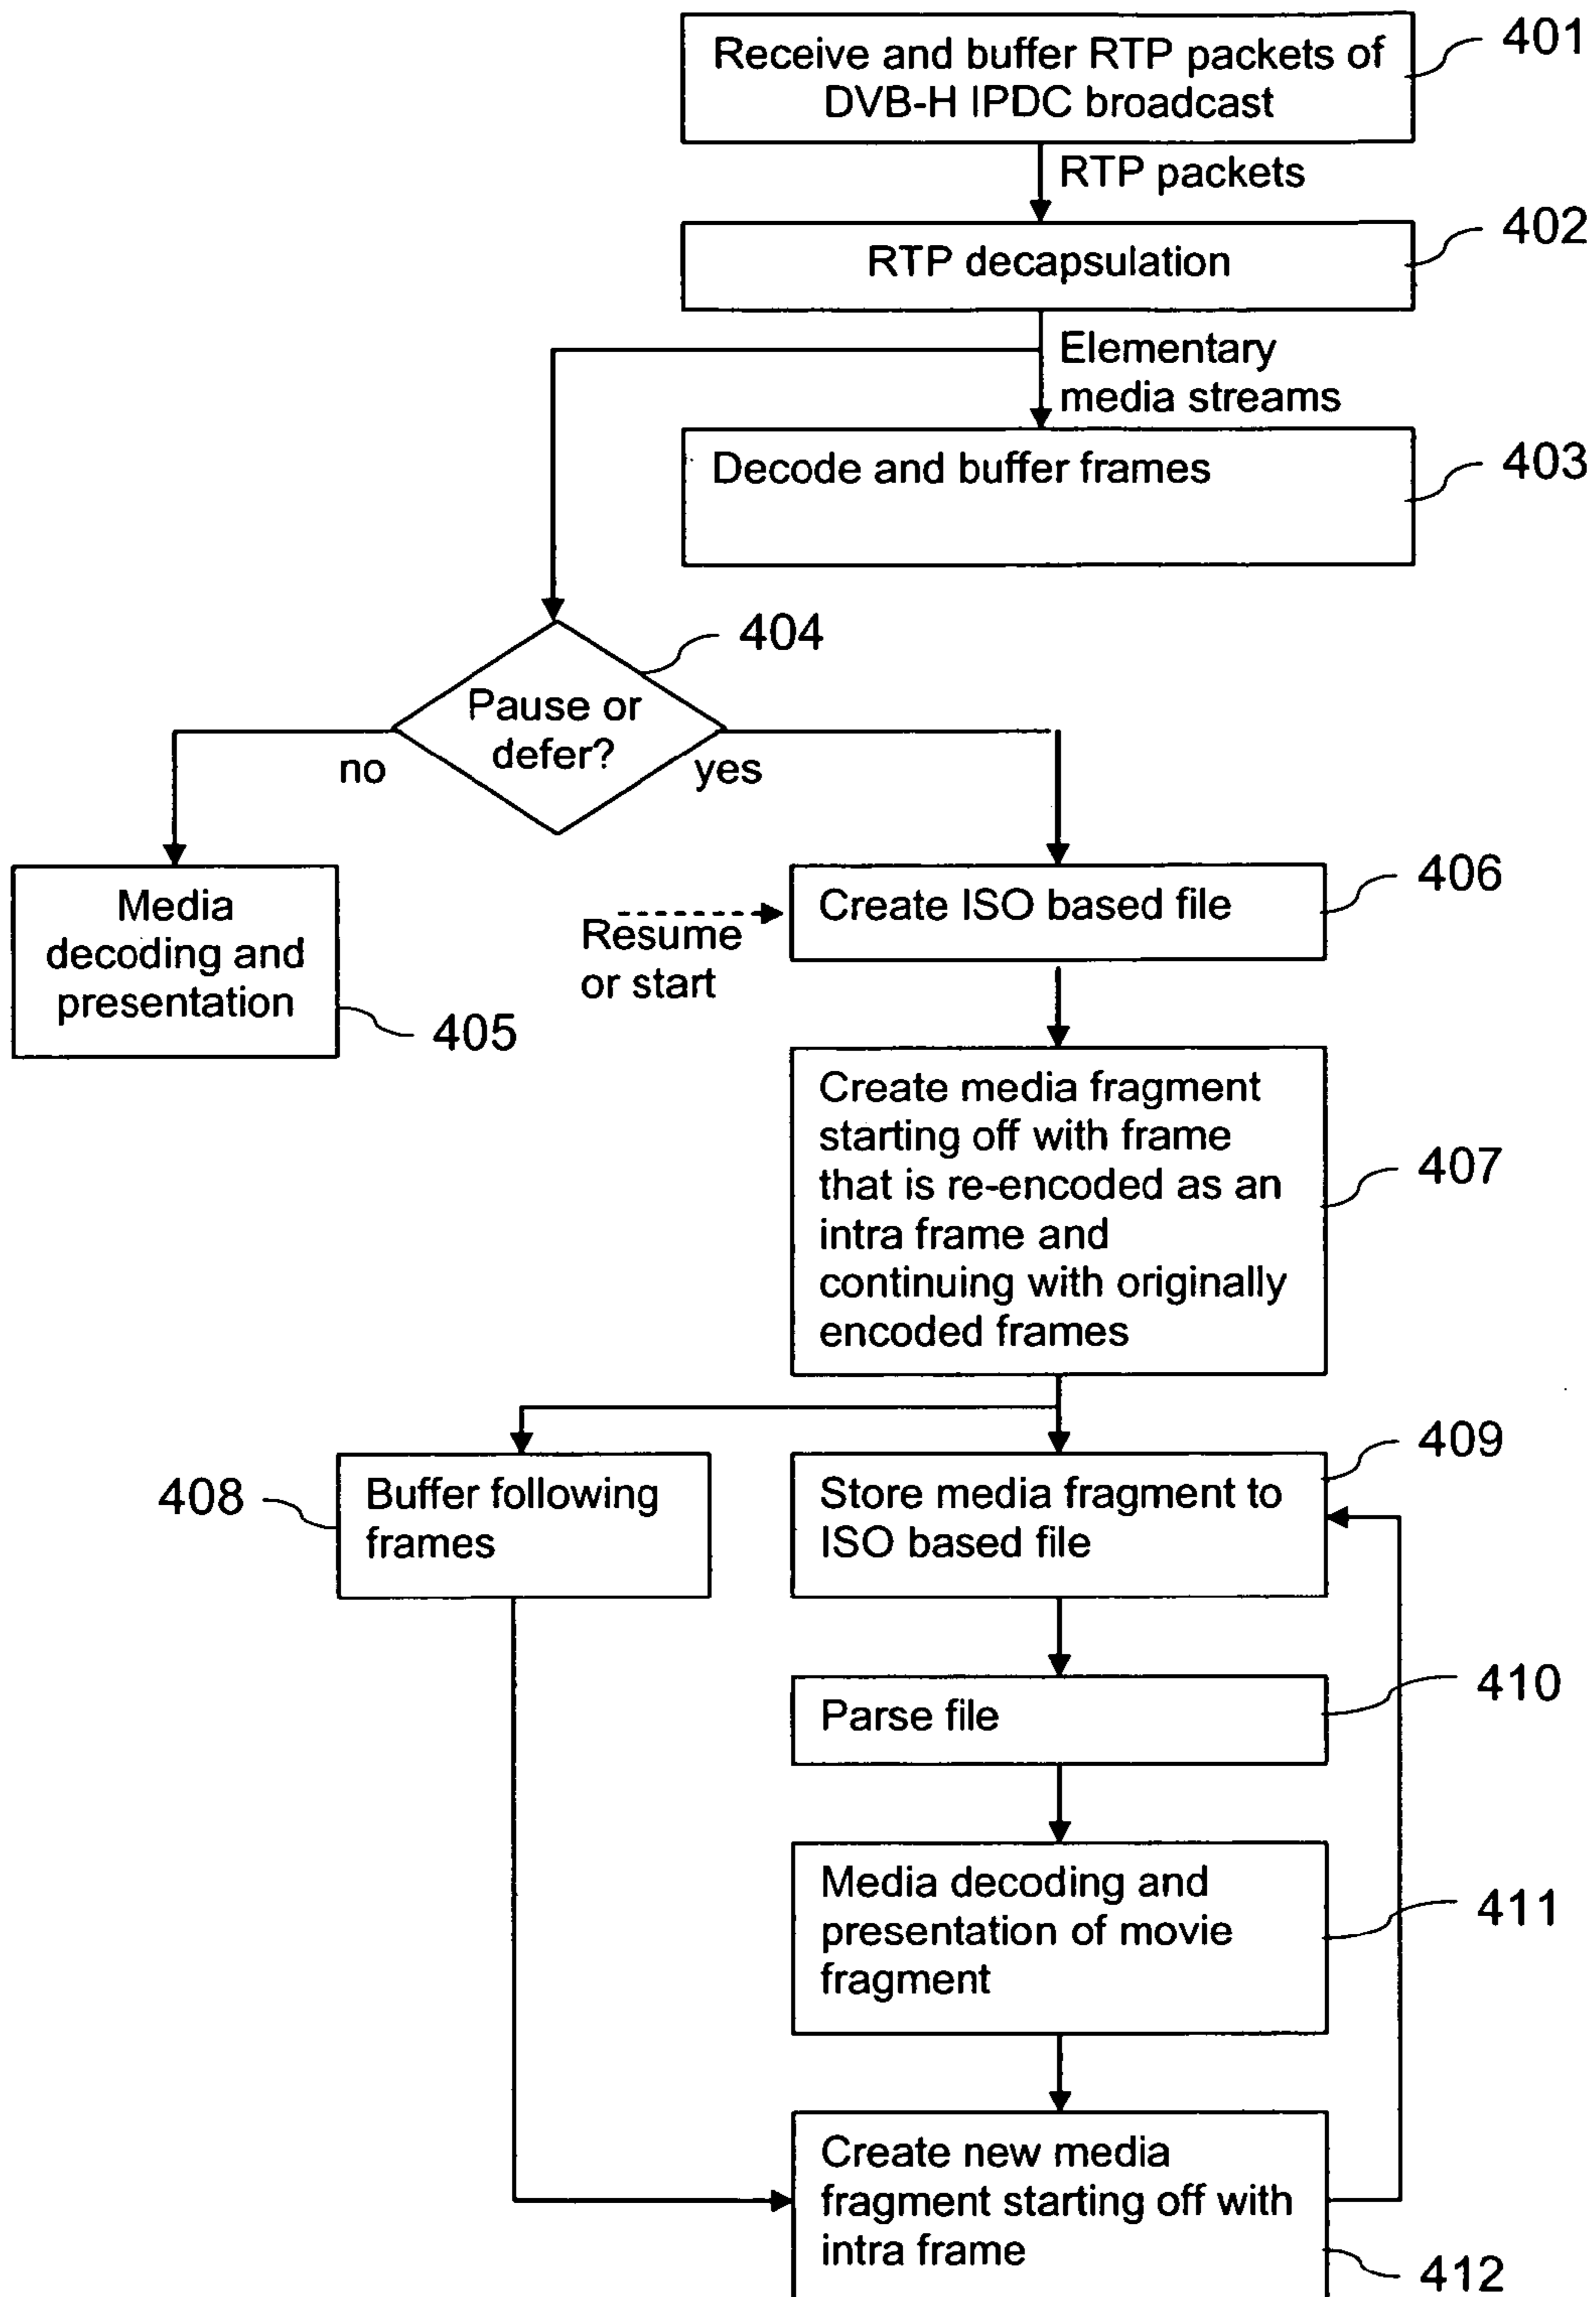 Receive and buffer RTP packets of
DVB-H IPDC broadcast
401
RTP packets
RTP decapsulation
402
Elementary
media streams
Decode and buffer frames
403
404
Pause or
defer?
no
yes
Media
decoding and
presentation
405
Resume
or start
Create ISO based file
406
Create media fragment
starting off with frame
that is re-encoded as an
intra frame and
continuing with originally
encoded frames
407
408
Buffer following
frames
Store media fragment to
ISO based file
409
Parse file
410
Media decoding and
presentation of movie
fragment
411
Create new media
fragment starting off with
intra frame
412